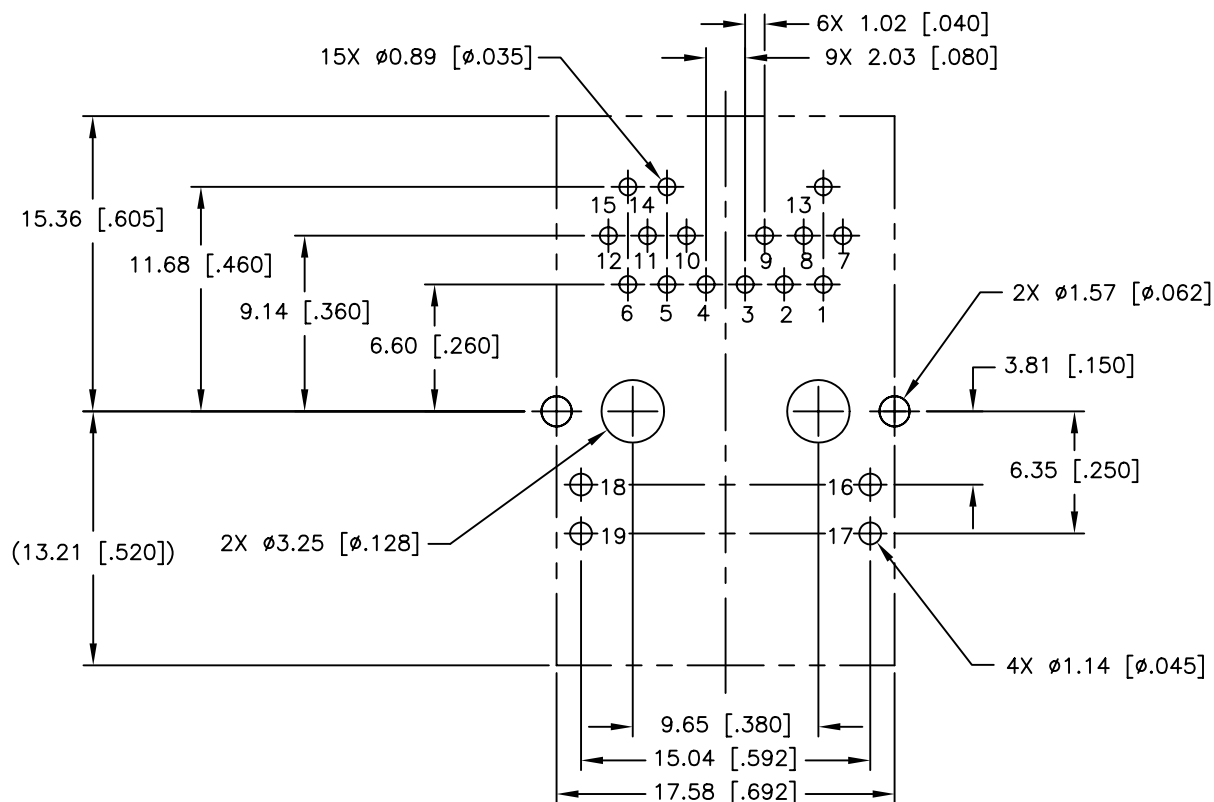 6X 1.02 [.040]
15X ø0.89 [ø.035]
9X 2.03 [.080]
15 14 13
15.36 [.605]
11.68 [.460]
12 11 10 9 8 7
9.14 [.360]
6 5 4 3 2 1
2X ø1.57 [ø.062]
6.60 [.260]
3.81 [.150]
6.35 [.250]
18 16
(13.21 [.520])
2X ø3.25 [ø.128]
19 17
4X ø1.14 [ø.045]
9.65 [.380]
15.04 [.592]
17.58 [.692]